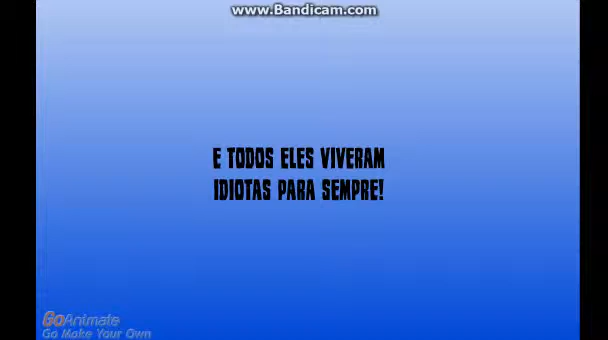 www.Bandicam.com
E TODOS ELES VIVERAM
IDIOTAS PARA SEMPRE!
GoAnimate
Go Make Your Own